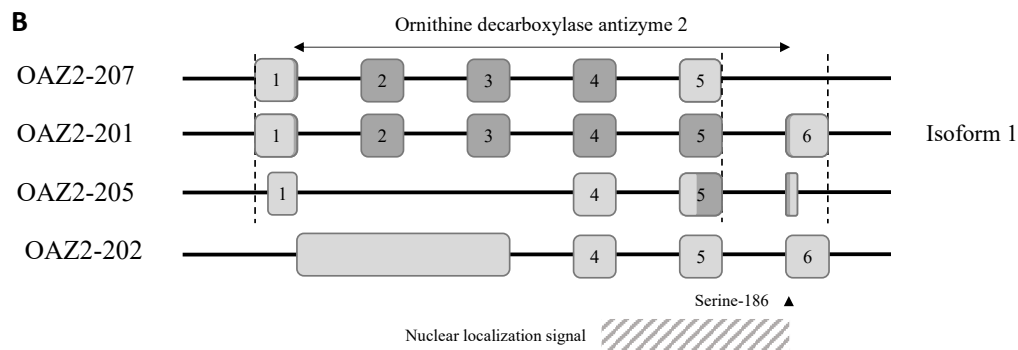 B
Ornithine decarboxylase antizyme 2
OAZ2-207 1 2 3 4 5
OAZ2-201 1 2 3 4 5 6 Isoform 1
OAZ2-205 1 4 5
OAZ2-202 4 5 6
Serine-186 ▲
Nuclear localization signal